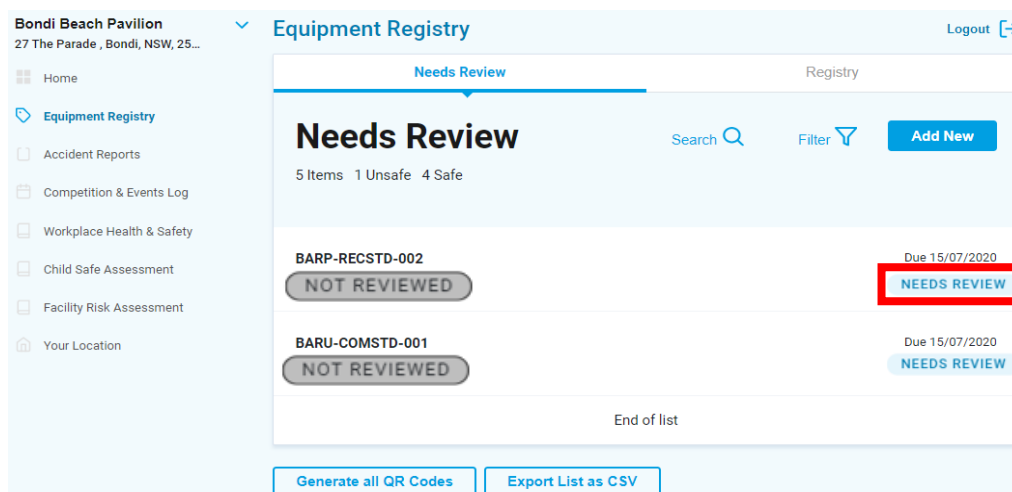 Bondi Beach Pavilion
27 The Parade , Bondi, NSW, 25...
Home
Equipment Registry
Accident Reports
Competition & Events Log
Workplace Health & Safety
Child Safe Assessment
Facility Risk Assessment
Your Location
Equipment Registry
Logout
Needs Review
Registry
Needs Review
Search
Filter
Add New
5 Items 1 Unsafe 4 Safe
BARP-RECSTD-002
Due 15/07/2020
NOT REVIEWED
NEEDS REVIEW
BARU-COMSTD-001
Due 15/07/2020
NOT REVIEWED
NEEDS REVIEW
End of list
Generate all QR Codes
Export List as CSV